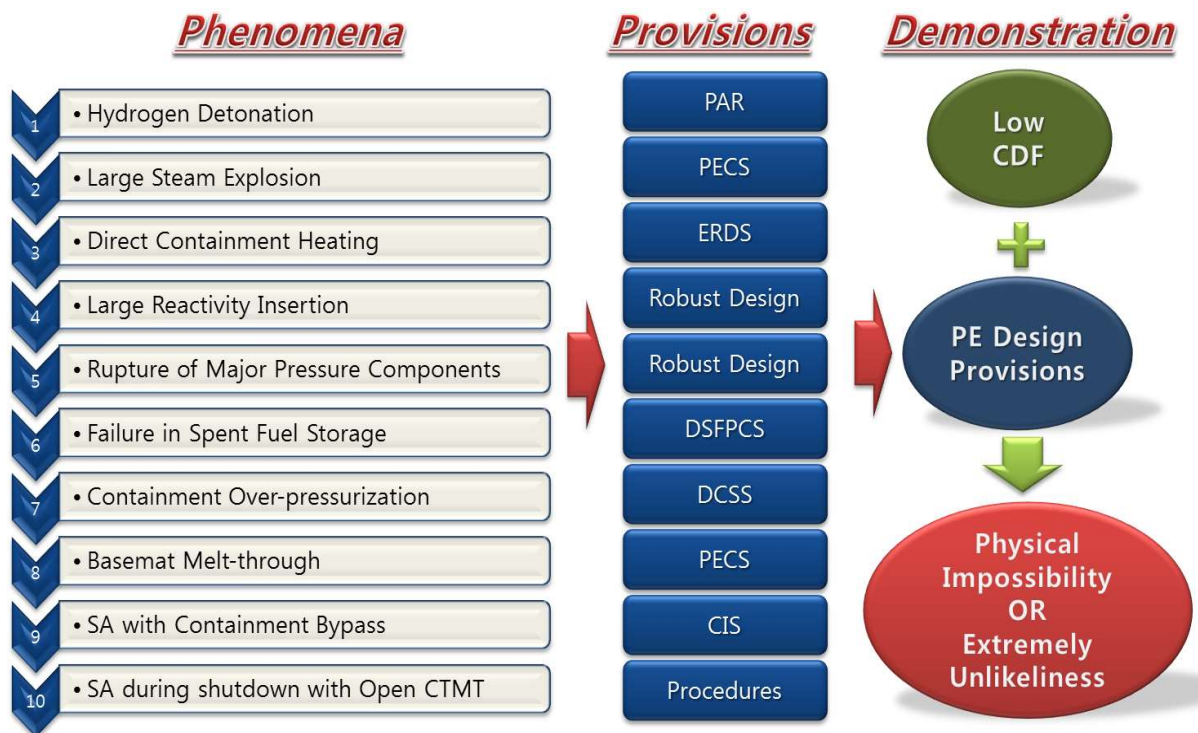 Phenomena
Provisions
Demonstration
1
• Hydrogen Detonation
2
• Large Steam Explosion
3
• Direct Containment Heating
4
• Large Reactivity Insertion
5
• Rupture of Major Pressure Components
6
• Failure in Spent Fuel Storage
7
• Containment Over-pressurization
8
• Basemat Melt-through
9
• SA with Containment Bypass
10
• SA during shutdown with Open CTMT
PAR
PECS
ERDS
Robust Design
Robust Design
DSFPCS
DCSS
PECS
CIS
Procedures
Low
CDF
PE Design
Provisions
Physical
Impossibility
OR
Extremely
Unlikeliness